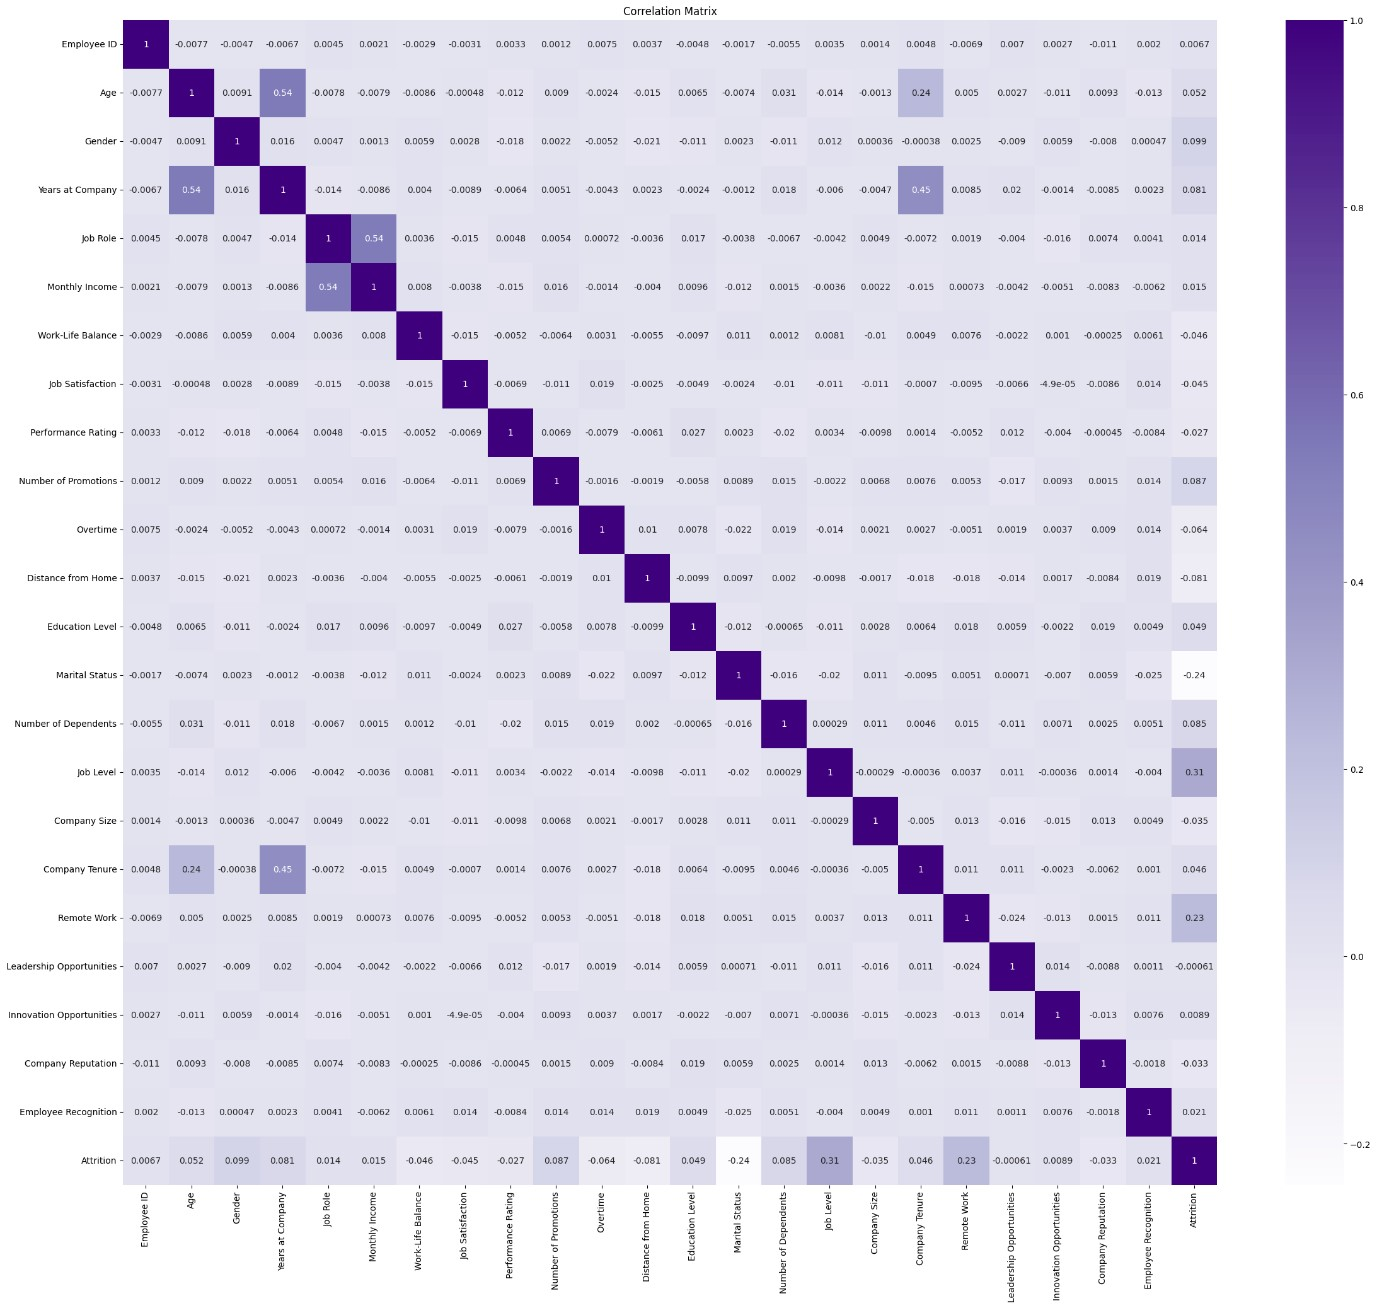 Correlation Matrix
Employee ID 1 -0.0077 -0.0047 -0.0067 0.0045 0.0021 -0.0029 -0.0031 0.0033 0.0012 0.0075 0.0037 -0.0048 -0.0017 -0.0055 0.0035 0.0014 0.0048 -0.0069 0.007 0.0027 -0.011 0.002 0.0067
Age -0.0077 1 0.0091 0.54 -0.0078 -0.0079 -0.0086 -0.00048 -0.012 0.009 -0.0024 -0.015 0.0065 -0.0074 0.031 -0.014 -0.0013 0.24 0.005 0.0027 -0.011 0.0093 -0.013 0.052
Gender -0.0047 0.0091 1 0.016 0.0047 0.0013 0.0059 0.0028 -0.018 0.0022 -0.0052 -0.021 -0.011 0.0023 -0.011 0.012 0.00036 -0.00038 0.0025 -0.009 0.0059 -0.008 0.00047 0.099
Years at Company -0.0067 0.54 0.016 1 -0.014 -0.0086 0.004 -0.0089 -0.0064 0.0051 -0.0043 0.0023 -0.0024 -0.0012 0.018 -0.006 -0.0047 0.45 0.0085 0.02 -0.0014 -0.0085 0.0023 0.081
Job Role 0.0045 -0.0078 0.0047 -0.014 1 0.54 0.0036 -0.015 0.0048 0.0054 0.00072 -0.0036 0.017 -0.0038 -0.0067 -0.0042 0.0049 -0.0072 0.0019 -0.004 -0.016 0.0074 0.0041 0.014
Monthly Income 0.0021 -0.0079 0.0013 -0.0086 0.54 1 0.008 -0.0038 -0.015 0.016 -0.0014 -0.004 0.0096 -0.012 0.0015 -0.0036 0.0022 -0.015 0.00073 -0.0042 -0.0051 -0.0083 -0.0062 0.015
Work-Life Balance -0.0029 -0.0086 0.0059 0.004 0.0036 0.008 1 -0.015 -0.0052 -0.0064 0.0031 -0.0055 -0.0097 0.011 0.0012 0.0081 -0.01 0.0049 0.0076 -0.0022 0.001 -0.00025 0.0061 -0.046
Job Satisfaction -0.0031 -0.00048 0.0028 -0.0089 -0.015 -0.0038 -0.015 1 -0.0069 -0.011 0.019 -0.0025 -0.0049 -0.0024 -0.01 -0.011 -0.011 -0.0007 -0.0095 -0.0066 -4.9e-05 -0.0086 0.014 -0.045
Performance Rating 0.0033 -0.012 -0.018 -0.0064 0.0048 -0.015 -0.0052 -0.0069 1 0.0069 -0.0079 -0.0061 0.027 0.0023 -0.02 0.0034 -0.0098 0.0014 -0.0052 0.012 -0.004 -0.00045 -0.0084 -0.027
Number of Promotions 0.0012 0.009 0.0022 0.0051 0.0054 0.016 -0.0064 -0.011 0.0069 1 -0.0016 -0.0019 -0.0058 0.0089 0.015 -0.0022 0.0068 0.0076 0.0053 -0.017 0.0093 0.0015 0.014 0.087
Overtime 0.0075 -0.0024 -0.0052 -0.0043 0.00072 -0.0014 0.0031 0.019 -0.0079 -0.0016 1 0.01 0.0078 -0.022 0.019 -0.014 0.0021 0.0027 -0.0051 0.0019 0.0037 0.009 0.014 -0.064
Distance from Home 0.0037 -0.015 -0.021 0.0023 -0.0036 -0.004 -0.0055 -0.0025 -0.0061 -0.0019 0.01 1 -0.0099 0.0097 0.002 -0.0098 -0.0017 -0.018 -0.018 -0.014 0.0017 -0.0084 0.019 -0.081
Education Level -0.0048 0.0065 -0.011 -0.0024 0.017 0.0096 -0.0097 -0.0049 0.027 -0.0058 0.0078 -0.0099 1 -0.012 -0.00065 -0.011 0.0028 0.0064 0.018 0.0059 -0.0022 0.019 0.0049 0.049
Marital Status -0.0017 -0.0074 0.0023 -0.0012 -0.0038 -0.012 0.011 -0.0024 0.0023 0.0089 -0.022 0.0097 -0.012 1 -0.016 -0.02 0.011 -0.0095 0.0051 0.00071 -0.007 0.0059 -0.025 -0.24
Number of Dependents -0.0055 0.031 -0.011 0.018 -0.0067 0.0015 0.0012 -0.01 -0.02 0.015 0.019 0.002 -0.00065 -0.016 1 0.00029 0.011 0.0046 0.015 -0.011 0.0071 0.0025 0.0051 0.085
Job Level 0.0035 -0.014 0.012 -0.006 -0.0042 -0.0036 0.0081 -0.011 0.0034 -0.0022 -0.014 -0.0098 -0.011 -0.02 0.00029 1 -0.00029 -0.00036 0.0037 0.011 -0.00036 0.0014 -0.004 0.31
Company Size 0.0014 -0.0013 0.00036 -0.0047 0.0049 0.0022 -0.01 -0.011 -0.0098 0.0068 0.0021 -0.0017 0.0028 0.011 0.011 -0.00029 1 -0.005 0.013 -0.016 -0.015 0.013 0.0049 -0.035
Company Tenure 0.0048 0.24 -0.00038 0.45 -0.0072 -0.015 0.0049 -0.0007 0.0014 0.0076 0.0027 -0.018 0.0064 -0.0095 0.0046 -0.00036 -0.005 1 0.011 0.011 -0.0023 -0.0062 0.001 0.046
Remote Work -0.0069 0.005 0.0025 0.0085 0.0019 0.00073 0.0076 -0.0095 -0.0052 0.0053 -0.0051 -0.018 0.018 0.0051 0.015 0.0037 0.013 0.011 1 -0.024 -0.013 0.0015 0.011 0.23
Leadership Opportunities 0.007 0.0027 -0.009 0.02 -0.004 -0.0042 -0.0022 -0.0066 0.012 -0.017 0.0019 -0.014 0.0059 0.00071 -0.011 0.011 -0.016 0.011 -0.024 1 0.014 -0.0088 0.0011 -0.00061
Innovation Opportunities 0.0027 -0.011 0.0059 -0.0014 -0.016 -0.0051 0.001 -4.9e-05 -0.004 0.0093 0.0037 0.0017 -0.0022 -0.007 0.0071 -0.00036 -0.015 -0.0023 -0.013 0.014 1 -0.013 0.0076 0.0089
Company Reputation -0.011 0.0093 -0.008 -0.0085 0.0074 -0.0083 -0.00025 -0.0086 -0.00045 0.0015 0.009 -0.0084 0.019 0.0059 0.0025 0.0014 0.013 -0.0062 0.0015 -0.0088 -0.013 1 -0.0018 -0.033
Employee Recognition 0.002 -0.013 0.00047 0.0023 0.0041 -0.0062 0.0061 0.014 -0.0084 0.014 0.014 0.019 0.0049 -0.025 0.0051 -0.004 0.0049 0.001 0.011 0.0011 0.0076 -0.0018 1 0.021
Attrition 0.0067 0.052 0.099 0.081 0.014 0.015 -0.046 -0.045 -0.027 0.087 -0.064 -0.081 0.049 -0.24 0.085 0.31 -0.035 0.046 0.23 -0.00061 0.0089 -0.033 0.021 1
Employee ID
Age
Gender
Years at Company
Job Role
Monthly Income
Work-Life Balance
Job Satisfaction
Performance Rating
Number of Promotions
Overtime
Distance from Home
Education Level
Marital Status
Number of Dependents
Job Level
Company Size
Company Tenure
Remote Work
Leadership Opportunities
Innovation Opportunities
Company Reputation
Employee Recognition
Attrition
1.0
0.8
0.6
0.4
0.2
0.0
−0.2